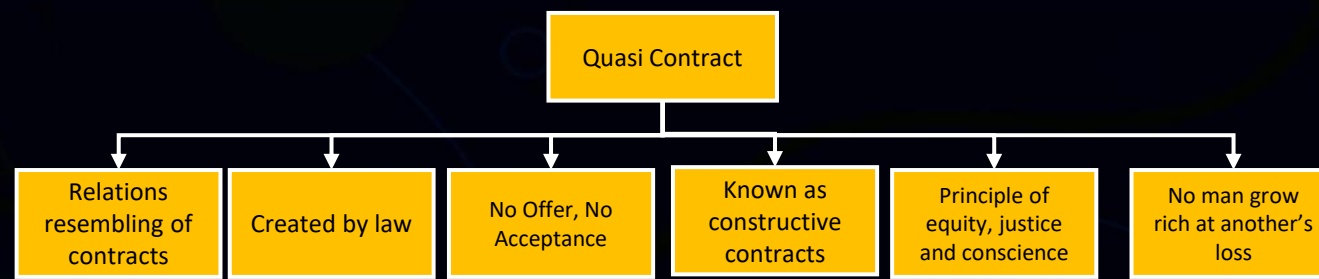 Quasi Contract
Relations
resembling of
contracts
Created by law
No Offer, No
Acceptance
Known as
constructive
contracts
Principle of
equity, justice
and conscience
No man grow
rich at another’s
loss